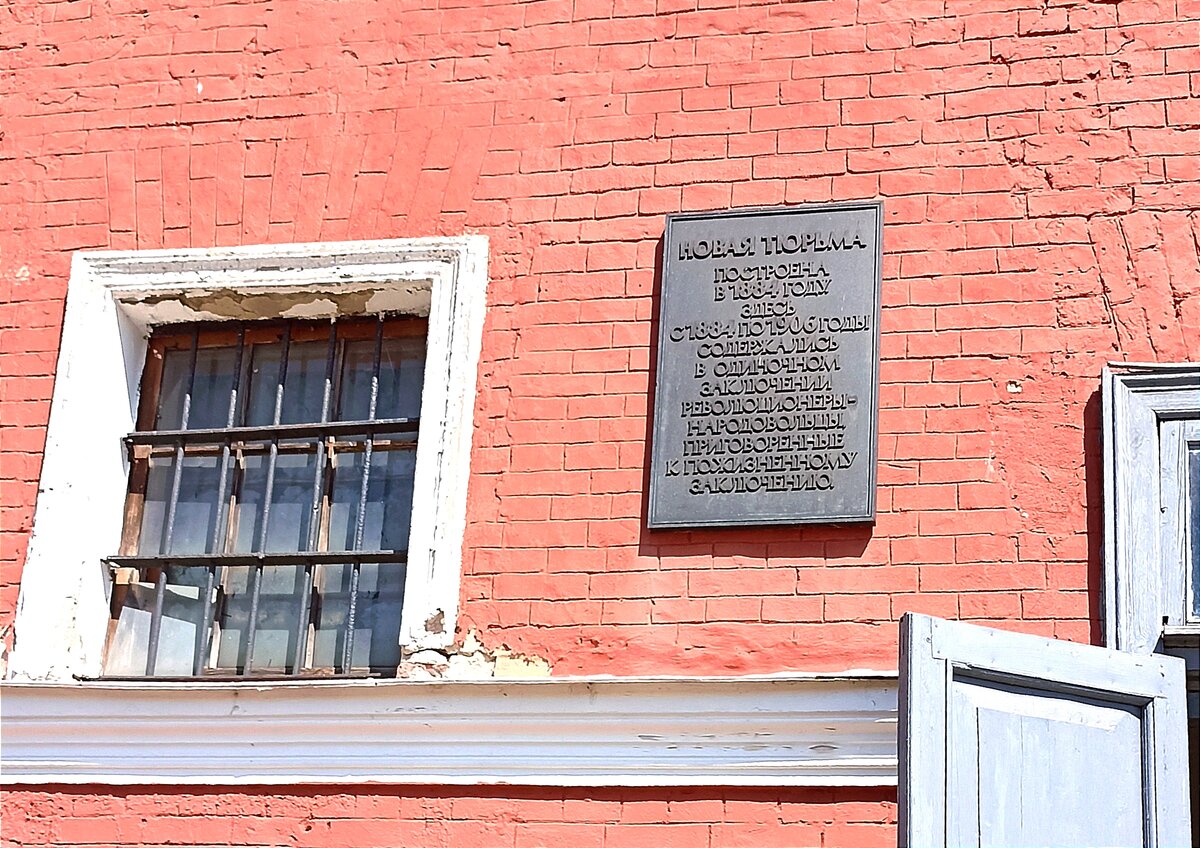 НОВАЯ ТЮРЬМА
ПОСТРОЕНА
В 1884 ГОДУ
ЗДЕСЬ
С 1884 ПО 1906 ГОДЫ
СОДЕРЖАЛИСЬ
В ОДИНОЧНОМ
ЗАКЛЮЧЕНИИ
РЕВОЛЮЦИОНЕРЫ-
НАРОДОВОЛЬЦЫ,
ПРИГОВОРЕННЫЕ
К ПОЖИЗНЕННОМУ
ЗАКЛЮЧЕНИЮ.